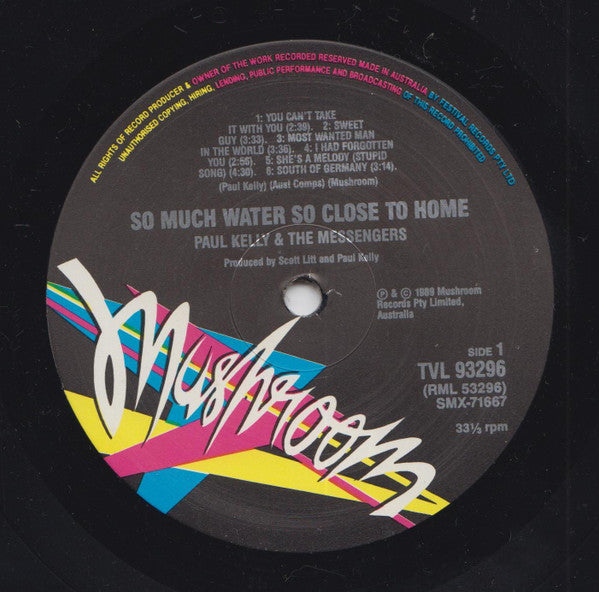 ALL RIGHTS OF RECORD PRODUCER & OWNER OF THE WORK RECORDED RESERVED MADE IN AUSTRALIA BY FESTIVAL RECORDS PTY LTD
UNAUTHORISED COPYING, HIRING, LENDING, PUBLIC PERFORMANCE AND BROADCASTING OF THIS RECORD PROHIBITED
1: YOU CAN'T TAKE
IT WITH YOU (2:39). 2: SWEET
GUY (3:33). 3: MOST WANTED MAN
IN THE WORLD (3:36). 4: I HAD FORGOTTEN
YOU (2:55). 5: SHE'S A MELODY (STUPID
SONG) (4:30). 6: SOUTH OF GERMANY (3:14).
(Paul Kelly) (Aust Comps) (Mushroom)
SO MUCH WATER SO CLOSE TO HOME
PAUL KELLY & THE MESSENGERS
Produced by Scott Litt and Paul Kelly
℗ & © 1989 Mushroom
Records Pty Limited,
Australia
SIDE 1
TVL 93296
(RML 53296)
SMX-71667
33⅓ rpm
Mushroom